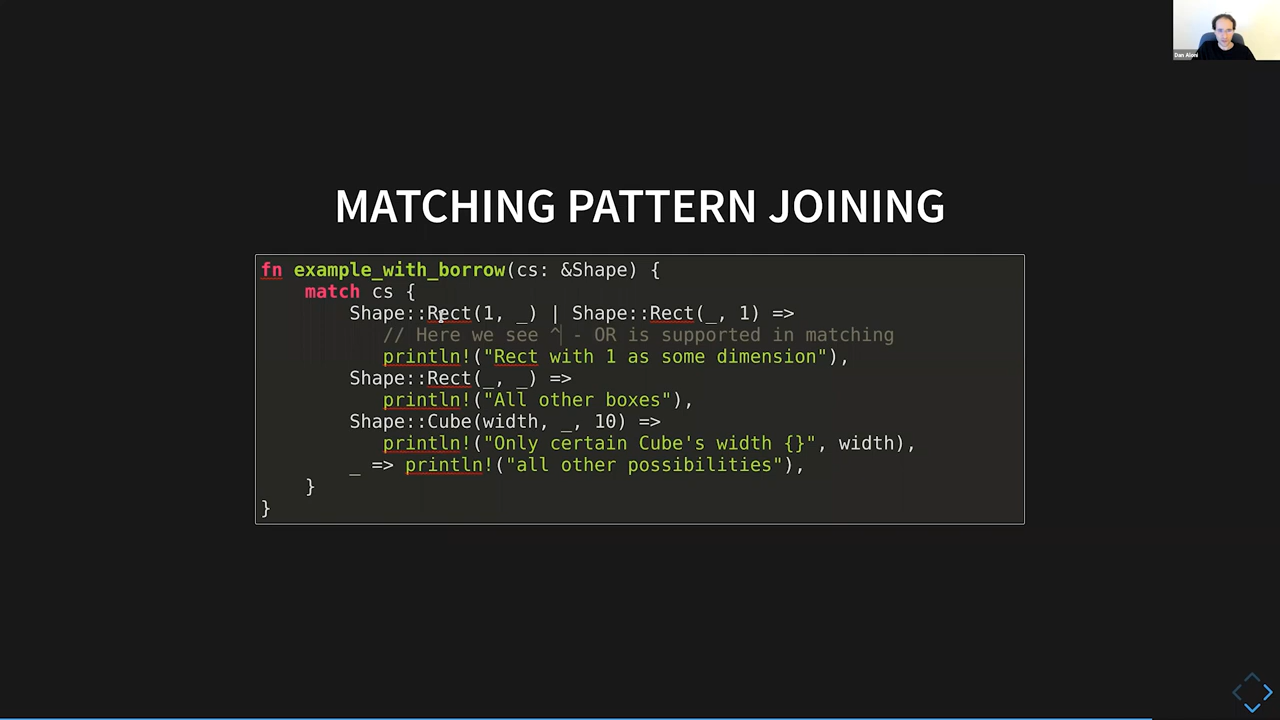 Dan Aloni
MATCHING PATTERN JOINING
fn example_with_borrow(cs: &Shape) {
    match cs {
        Shape::Rect(1, _) | Shape::Rect(_, 1) =>
           // Here we see ^| - OR is supported in matching
           println!("Rect with 1 as some dimension"),
        Shape::Rect(_, _) =>
           println!("All other boxes"),
        Shape::Cube(width, _, 10) =>
           println!("Only certain Cube's width {}", width),
        _ => println!("all other possibilities"),
    }
}